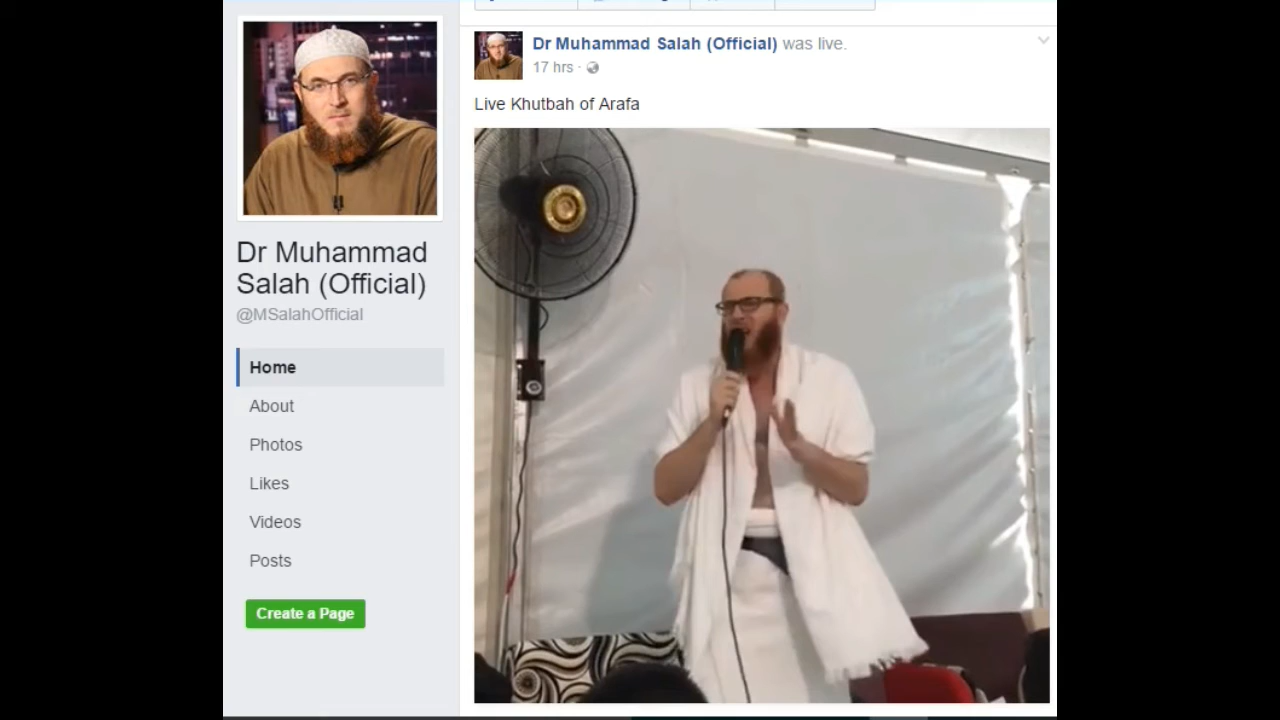 Dr Muhammad
Salah (Official)
@MSalahOfficial
Home
About
Photos
Likes
Videos
Posts
Create a Page
Dr Muhammad Salah (Official) was live.
17 hrs ·
Live Khutbah of Arafa